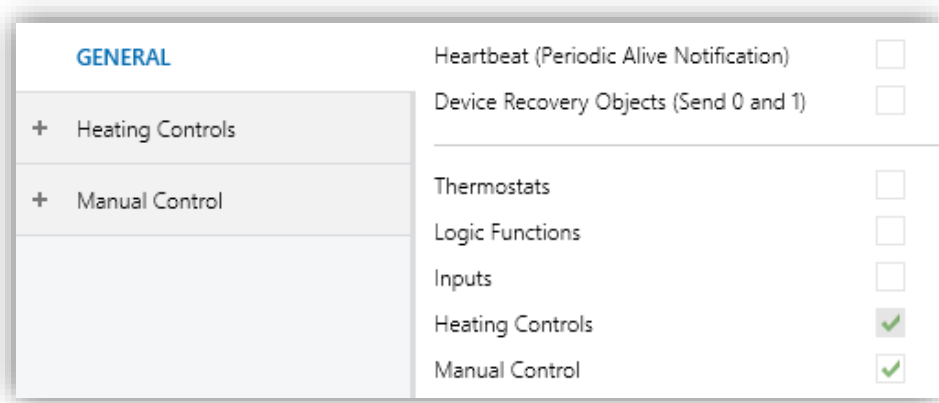 GENERAL
+ Heating Controls
+ Manual Control
Heartbeat (Periodic Alive Notification)
Device Recovery Objects (Send 0 and 1)
Thermostats
Logic Functions
Inputs
Heating Controls
Manual Control